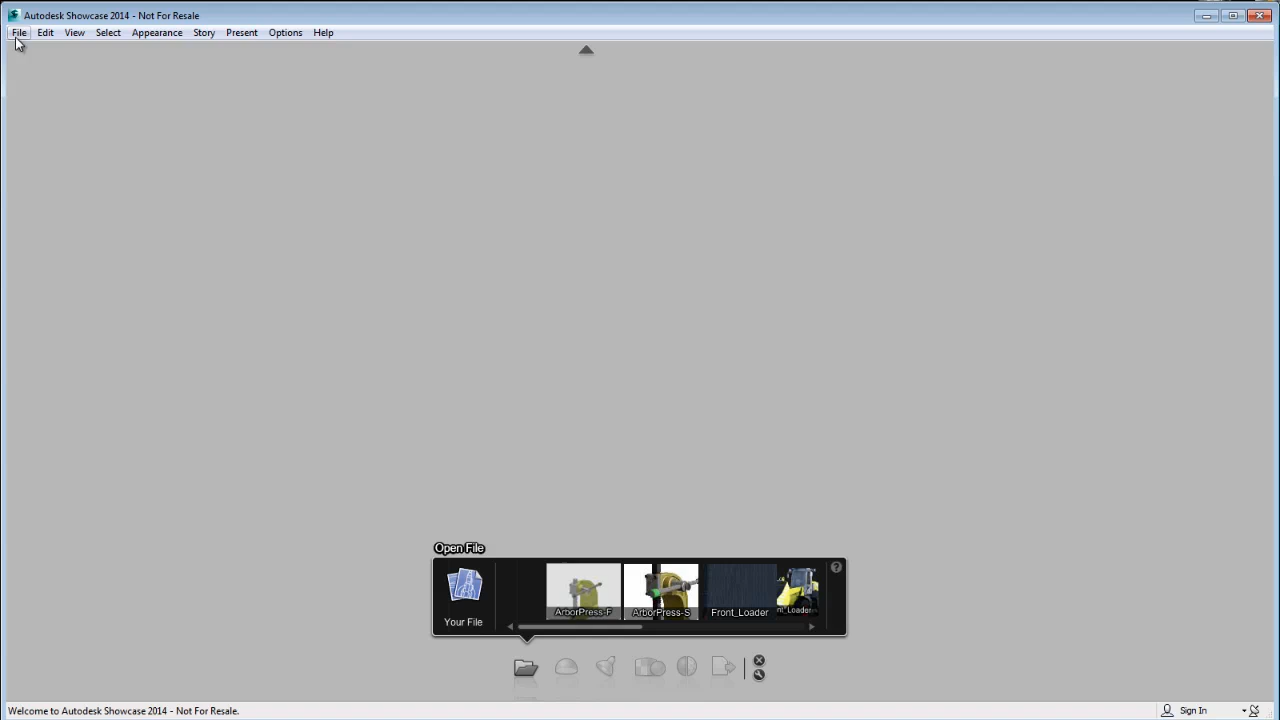 Autodesk Showcase 2014 - Not For Resale
File Edit View Select Appearance Story Present Options Help
Open File
Your File
ArborPress-F
ArborPress-S
Front_Loader
Welcome to Autodesk Showcase 2014 - Not For Resale.
Sign In